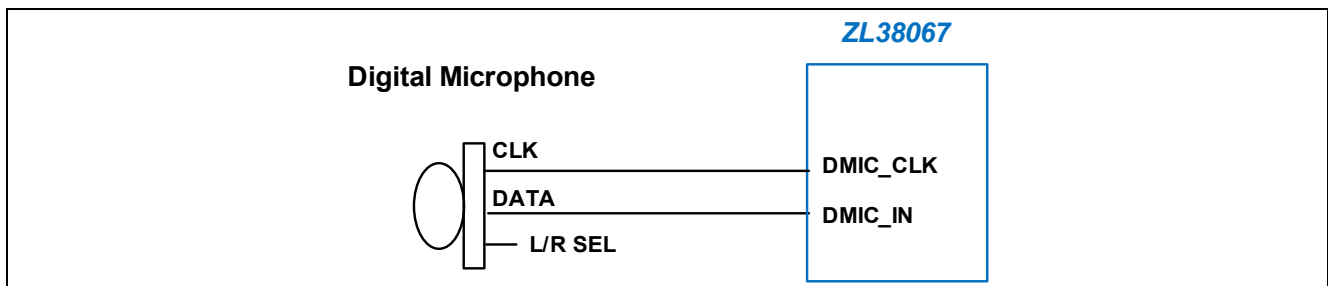 ZL38067
Digital Microphone
CLK
DMIC_CLK
DATA
DMIC_IN
L/R SEL